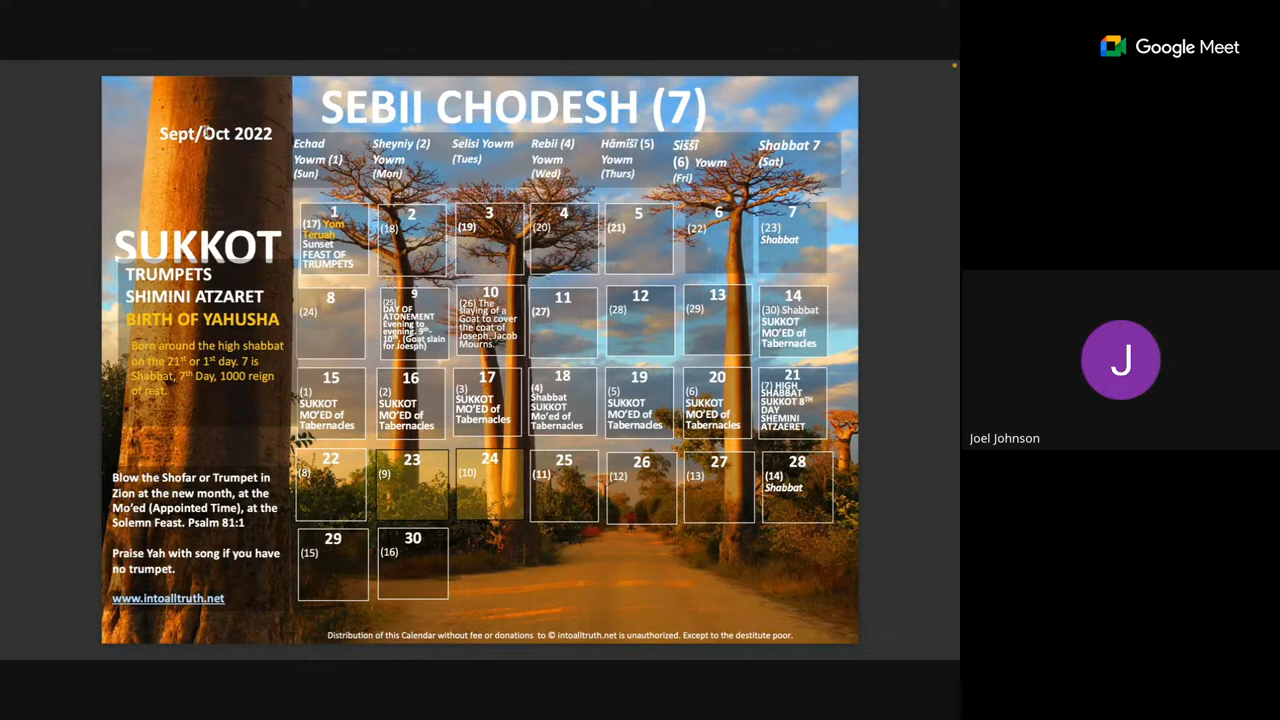 Google Meet
SEBII CHODESH (7)
Sept/Oct 2022
Echad
Yowm (1)
(Sun)
Sheyniy (2)
Yowm
(Mon)
Selisi Yowm
(Tues)
Rebii (4)
Yowm
(Wed)
Hāmīšī (5)
Yowm
(Thurs)
Siššī
(6) Yowm
(Fri)
Shabbat 7
(Sat)
SUKKOT
TRUMPETS
SHIMINI ATZARET
BIRTH OF YAHUSHA
Born around the high shabbat
on the 21st or 1st day. 7 is
Shabbat, 7th Day, 1000 reign
of rest.
Blow the Shofar or Trumpet in
Zion at the new month, at the
Mo'ed (Appointed Time), at the
Solemn Feast. Psalm 81:1
Praise Yah with song if you have
no trumpet.
www.intoalltruth.net
1
(17) Yom
Teruah
Sunset
FEAST OF
TRUMPETS
2
(18)
3
(19)
4
(20)
5
(21)
6
(22)
7
(23)
Shabbat
8
(24)
9
(25)
DAY OF
ATONEMENT
Evening to
evening. 9th-
10th. (Goat slain
for Joesph)
10
(26) The
slaying of a
Goat to cover
the coat of
Joseph. Jacob
Mourns.
11
(27)
12
(28)
13
(29)
14
(30) Shabbat
SUKKOT
MO'ED of
Tabernacles
15
(1)
SUKKOT
MO'ED of
Tabernacles
16
(2)
SUKKOT
MO'ED of
Tabernacles
17
(3)
SUKKOT
MO'ED of
Tabernacles
18
(4)
Shabbat
SUKKOT
Mo'ed of
Tabernacles
19
(5)
SUKKOT
MO'ED of
Tabernacles
20
(6)
SUKKOT
MO'ED of
Tabernacles
21
(7) HIGH
SHABBAT
SUKKOT 8TH
DAY
SHEMINI
ATZAERET
22
(8)
23
(9)
24
(10)
25
(11)
26
(12)
27
(13)
28
(14)
Shabbat
29
(15)
30
(16)
Distribution of this Calendar without fee or donations to © intoalltruth.net is unauthorized. Except to the destitute poor.
J
Joel Johnson